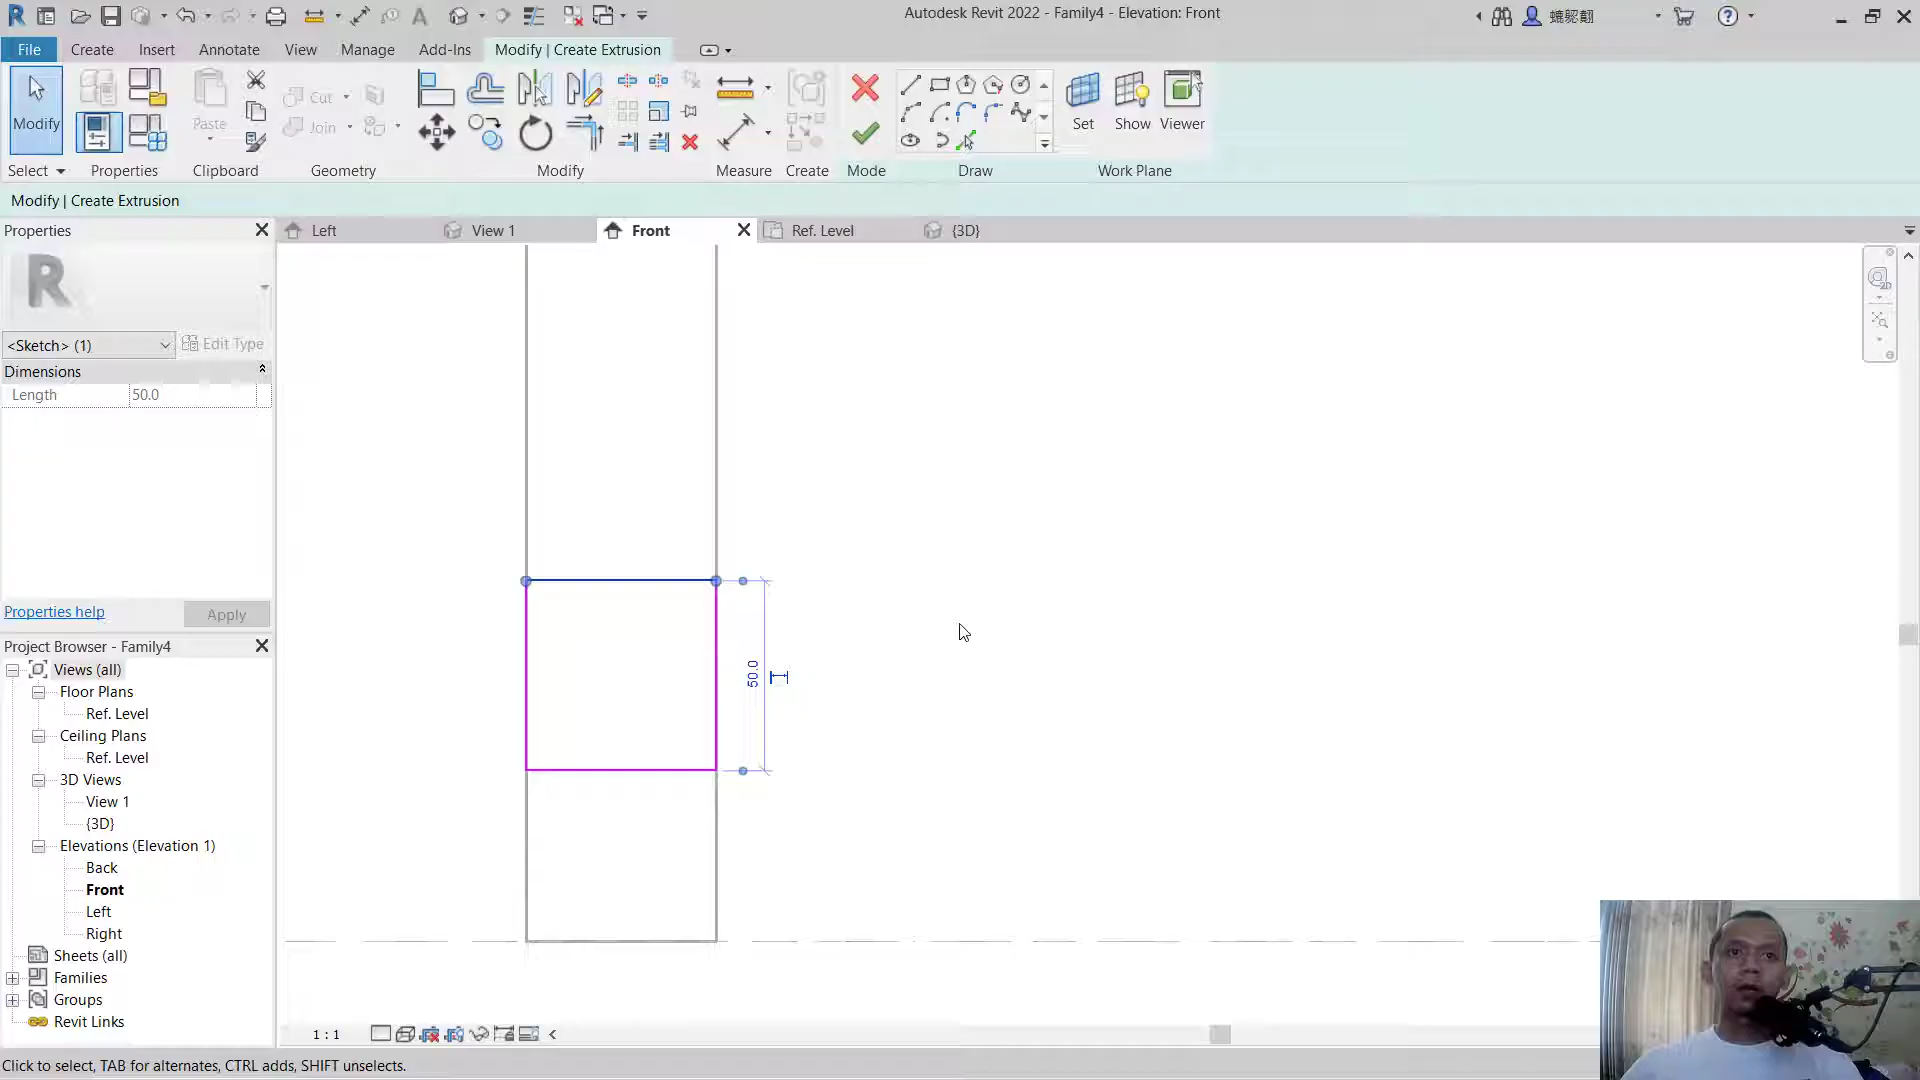 Autodesk Revit 2022 - Family4 - Elevation: Front
File Create Insert Annotate View Manage Add-Ins Modify | Create Extrusion
Modify Paste Cut Join Set Show Viewer
Select Properties Clipboard Geometry Modify Measure Create Mode Draw Work Plane
Modify | Create Extrusion
Properties
Left View 1 Front Ref. Level {3D}
R
<Sketch> (1) Edit Type
Dimensions
Length 50.0
50.0
Properties help Apply
Project Browser - Family4
Views (all)
Floor Plans
Ref. Level
Ceiling Plans
Ref. Level
3D Views
View 1
{3D}
Elevations (Elevation 1)
Back
Front
Left
Right
Sheets (all)
Families
Groups
Revit Links
1 : 1
Click to select, TAB for alternates, CTRL adds, SHIFT unselects.